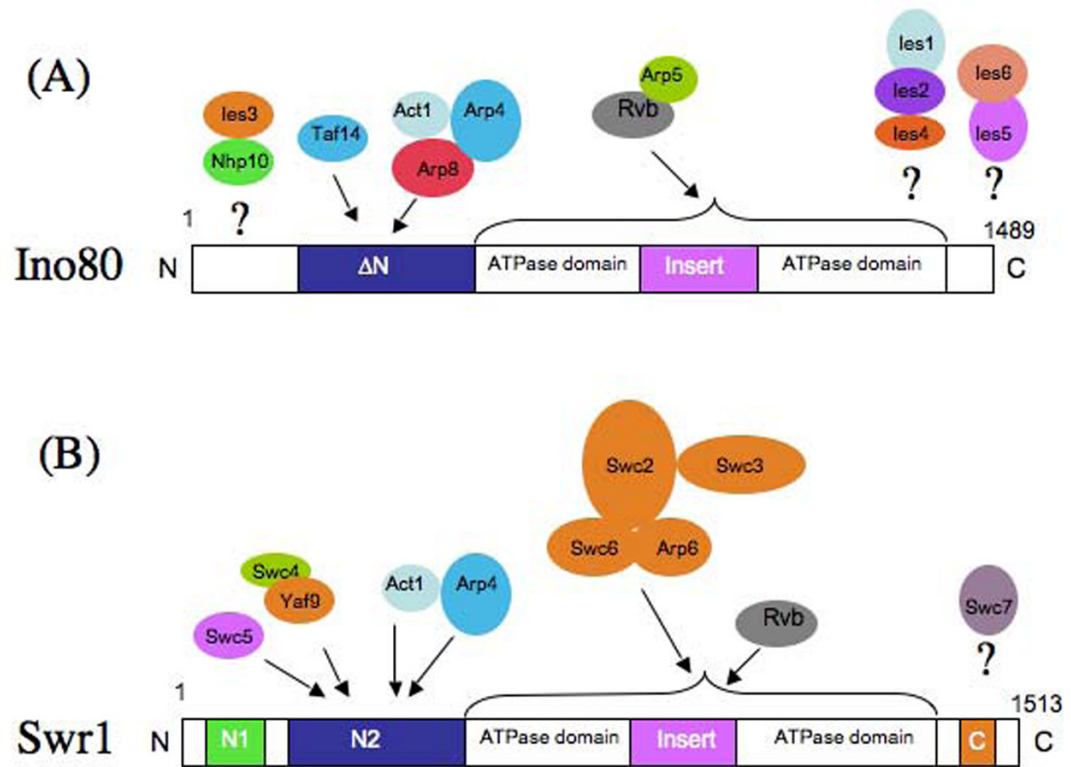 (A)
Ies3
Nhp10
?
Taf14
Act1
Arp4
Arp8
Rvb
Arp5
Ies1
Ies2
Ies4
?
Ies6
Ies5
?
1
1489
Ino80 N ΔN ATPase domain Insert ATPase domain C
(B)
Swc2
Swc3
Swc6
Arp6
Swc4
Yaf9
Swc5
Act1
Arp4
Rvb
Swc7
?
1
1513
Swr1 N N1 N2 ATPase domain Insert ATPase domain C C